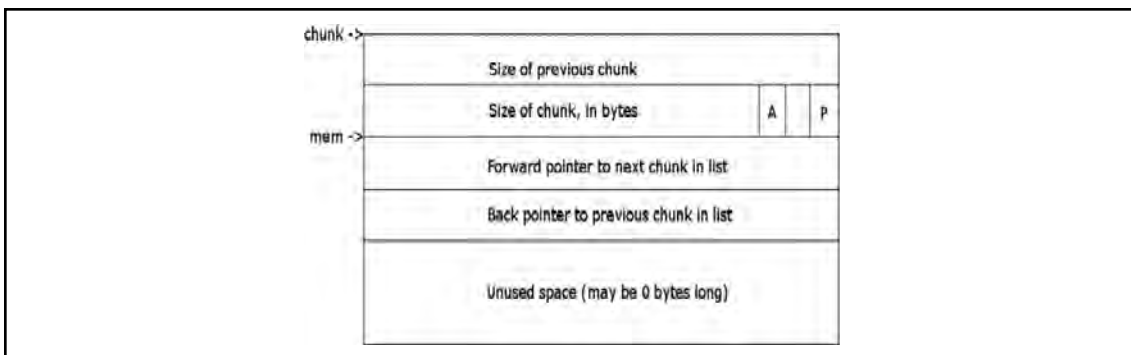 chunk ->
Size of previous chunk
Size of chunk, in bytes A P
mem ->
Forward pointer to next chunk in list
Back pointer to previous chunk in list
Unused space (may be 0 bytes long)